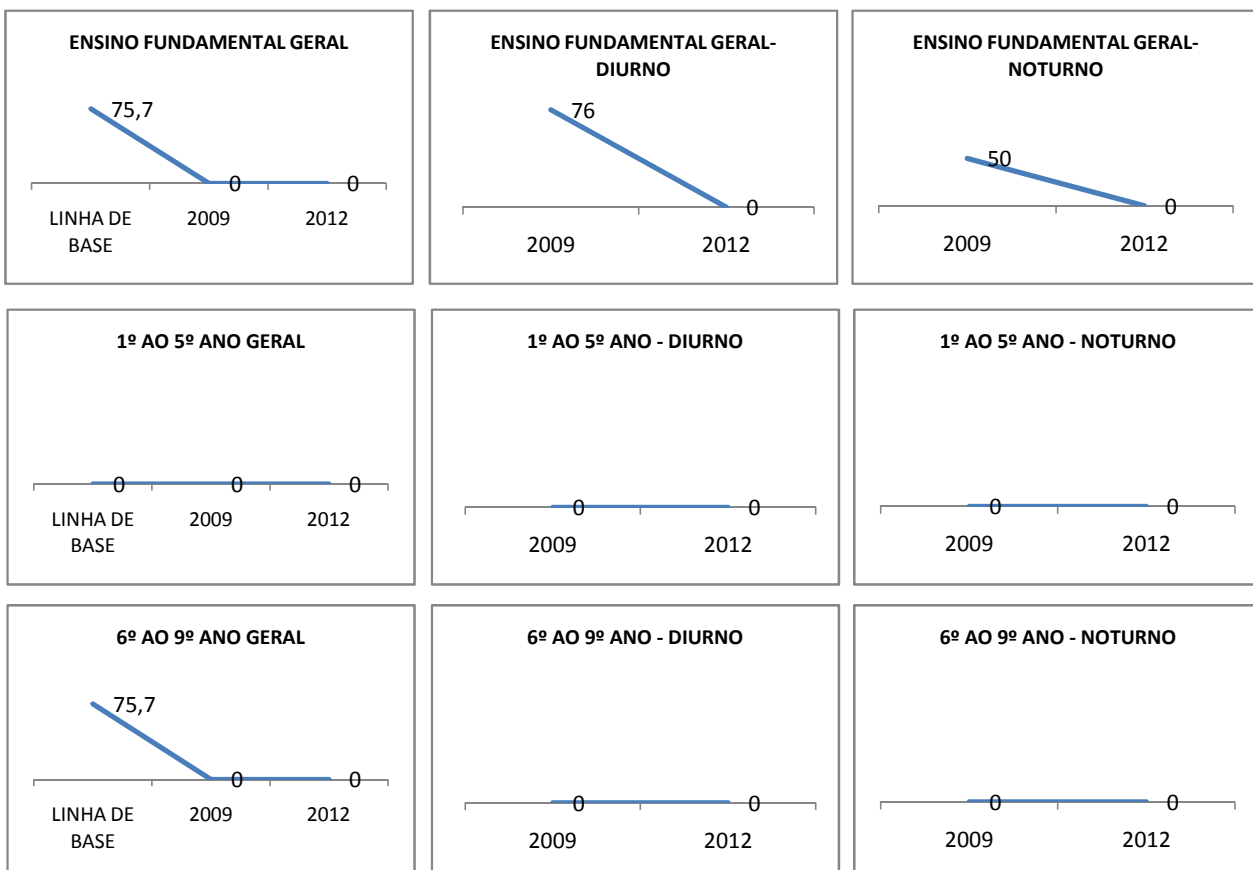 ENSINO FUNDAMENTAL GERAL
75,7
0
0
LINHA DE
BASE
2009
2012
ENSINO FUNDAMENTAL GERAL-
DIURNO
76
0
2009
2012
ENSINO FUNDAMENTAL GERAL-
NOTURNO
50
0
2009
2012
1º AO 5º ANO GERAL
0
0
0
LINHA DE
BASE
2009
2012
1º AO 5º ANO - DIURNO
0
0
2009
2012
1º AO 5º ANO - NOTURNO
0
0
2009
2012
6º AO 9º ANO GERAL
75,7
0
0
LINHA DE
BASE
2009
2012
6º AO 9º ANO - DIURNO
0
0
2009
2012
6º AO 9º ANO - NOTURNO
0
0
2009
2012